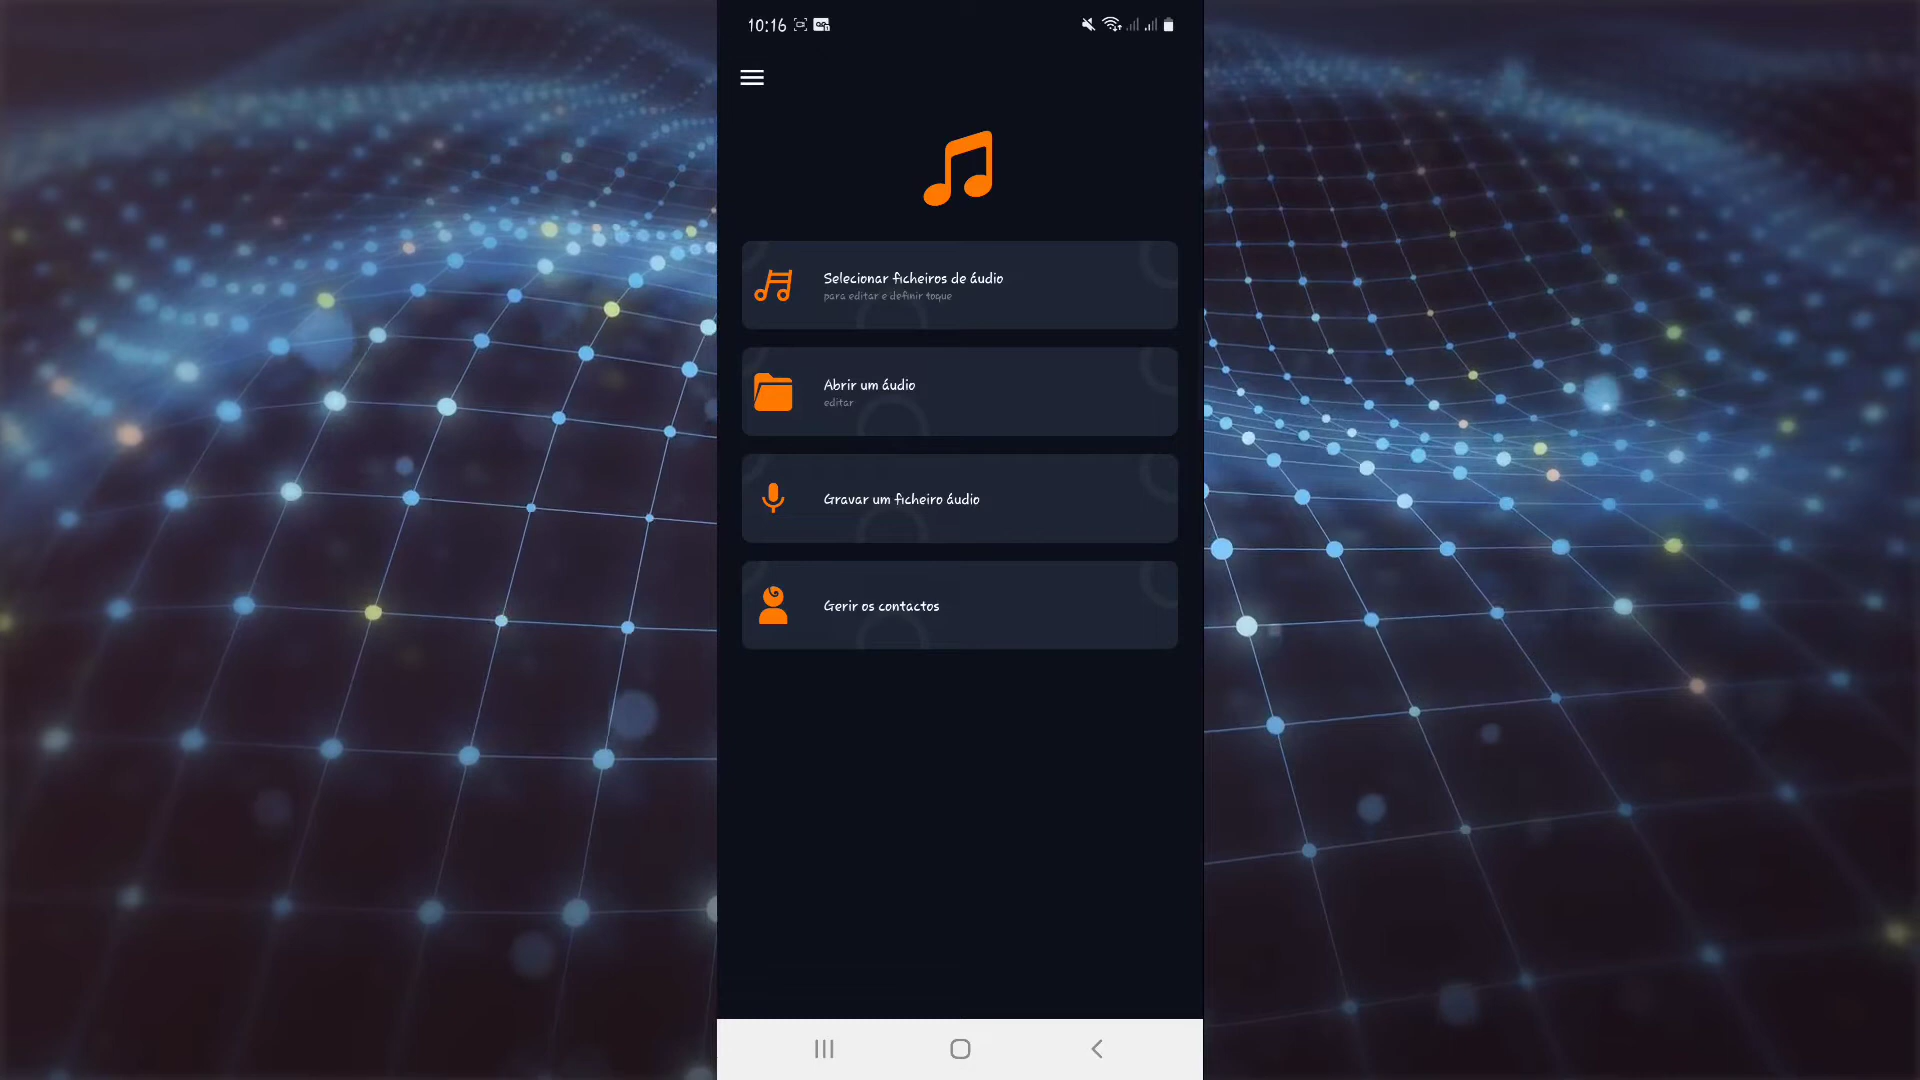 10:16
Selecionar ficheiros de áudio
para editar e definir toque
Abrir um áudio
editar
Gravar um ficheiro áudio
Gerir os contactos